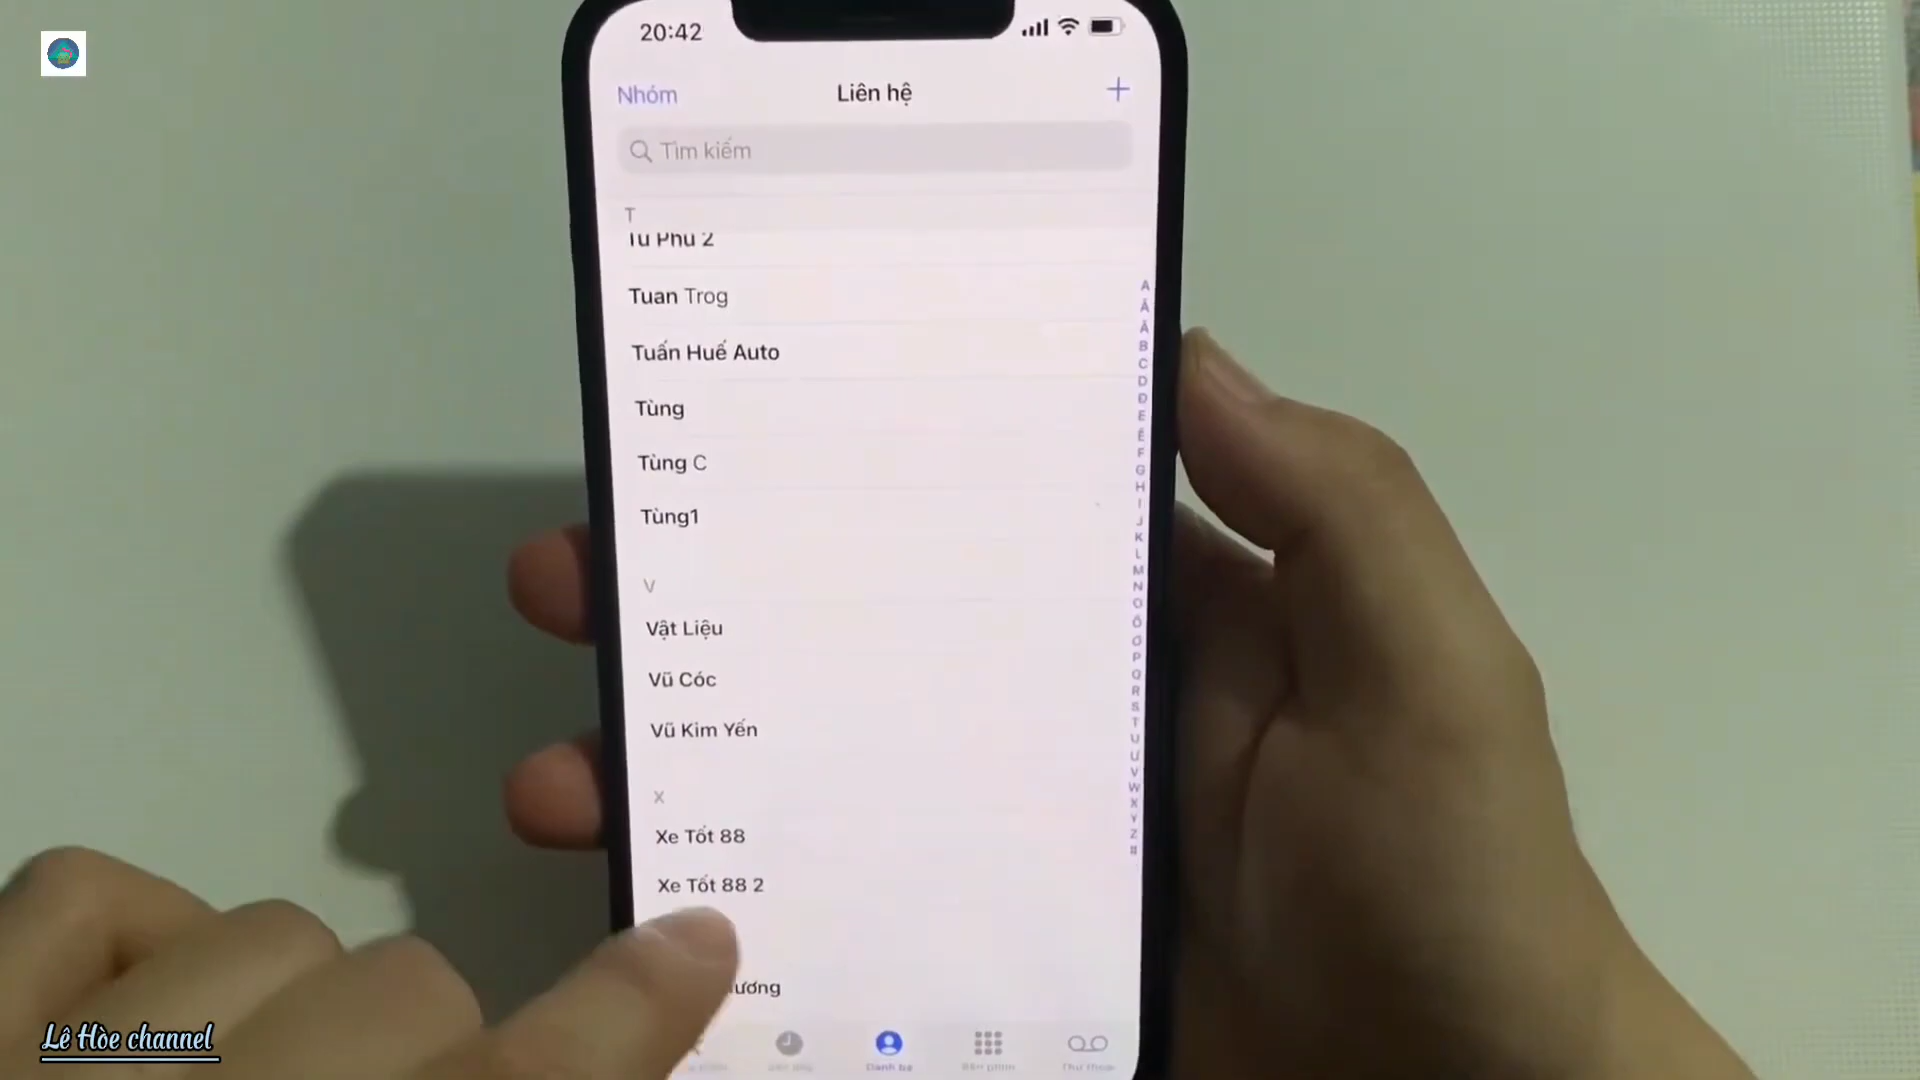 20:42
Nhóm
Liên hệ
+
Tìm kiếm
T
Tú Phú 2
Tuan Trog
Tuấn Huế Auto
Tùng
Tùng C
Tùng1
V
Vật Liệu
Vũ Cóc
Vũ Kim Yến
X
Xe Tốt 88
Xe Tốt 88 2
ương
A
Ă
Â
B
C
D
Đ
E
Ê
F
G
H
I
J
K
L
M
N
O
Ô
Ơ
P
Q
R
S
T
U
Ư
V
W
X
Y
Z
#
Danh bạ
Bàn phím
Thư thoại
Lê Hòe channel